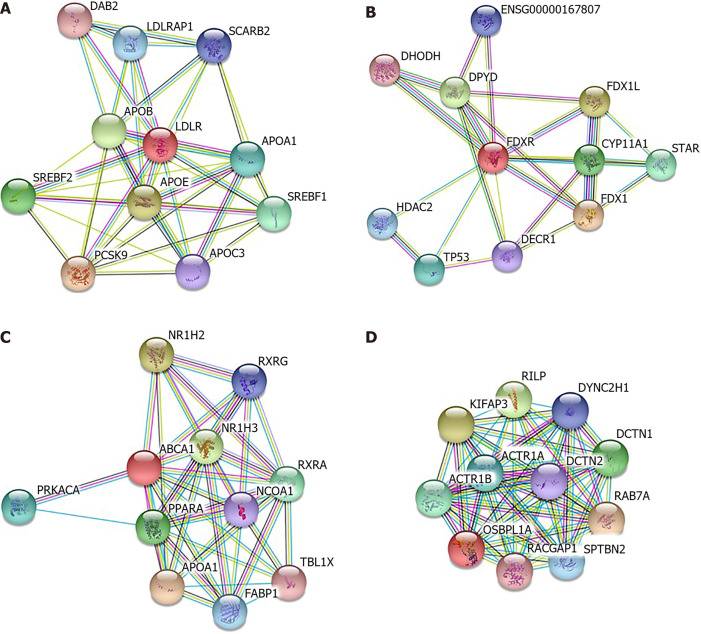 A
DAB2
LDLRAP1
SCARB2
APOB
LDLR
APOA1
SREBF2
APOE
SREBF1
PCSK9
APOC3
B
ENSG00000167807
DHODH
DPYD
FDX1L
FDXR
CYP11A1
STAR
HDAC2
FDX1
DECR1
TP53
C
NR1H2
RXRG
NR1H3
ABCA1
RXRA
PRKACA
NCOA1
PPARA
APOA1
TBL1X
FABP1
D
RILP
DYNC2H1
KIFAP3
DCTN1
ACTR1A
DCTN2
ACTR1B
RAB7A
OSBPL1A
RACGAP1
SPTBN2